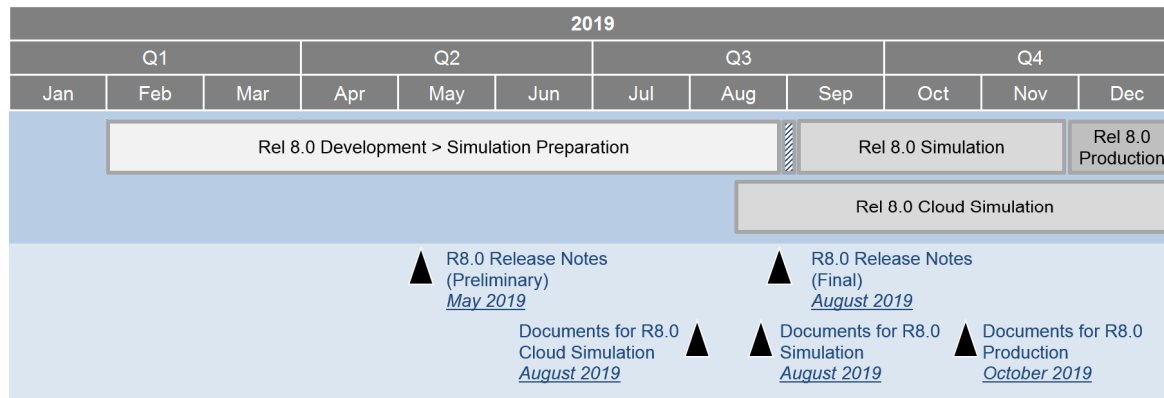 2019
Q1 Q2 Q3 Q4
Jan Feb Mar Apr May Jun Jul Aug Sep Oct Nov Dec
Rel 8.0 Development > Simulation Preparation
Rel 8.0 Simulation
Rel 8.0
Production
Rel 8.0 Cloud Simulation
R8.0 Release Notes
(Preliminary)
May 2019
R8.0 Release Notes
(Final)
August 2019
Documents for R8.0
Cloud Simulation
August 2019
Documents for R8.0
Simulation
August 2019
Documents for R8.0
Production
October 2019